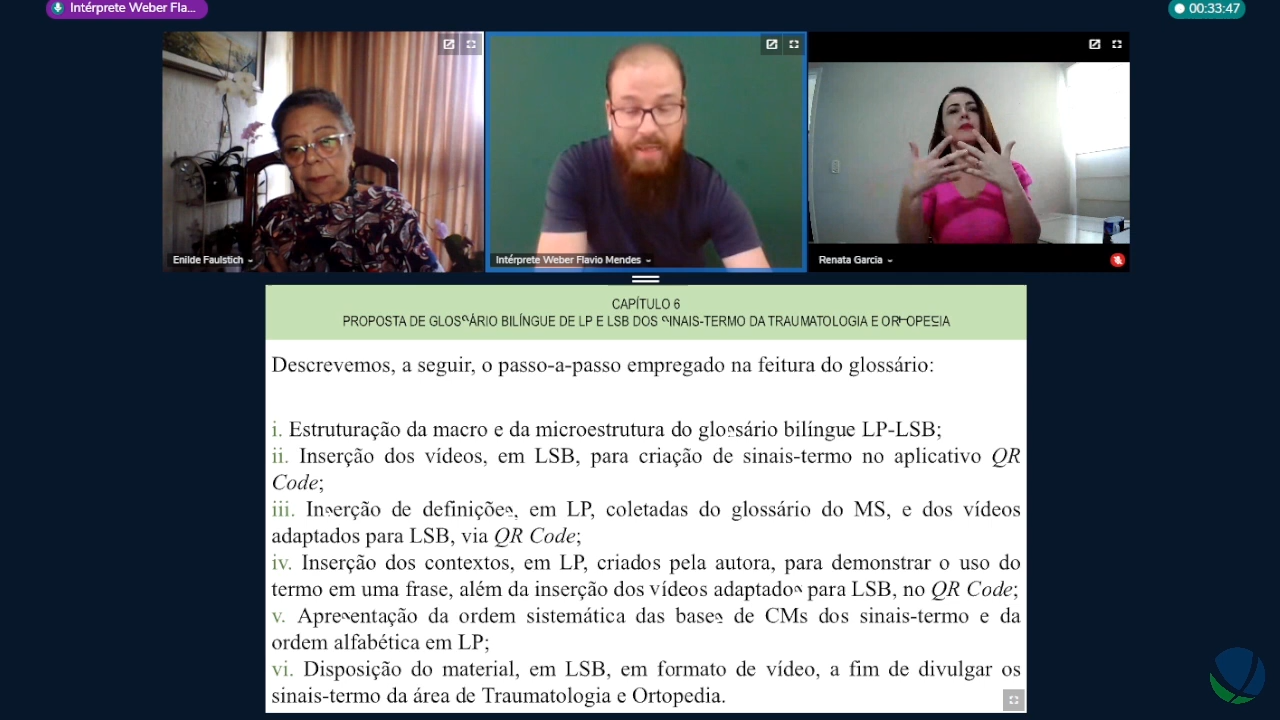 Intérprete Weber Fla...
00:33:47
Enilde Faulstich
Intérprete Weber Flavio Mendes
Renata Garcia
CAPÍTULO 6
PROPOSTA DE GLOSSÁRIO BILÍNGUE DE LP E LSB DOS SINAIS-TERMO DA TRAUMATOLOGIA E ORTOPEDIA
Descrevemos, a seguir, o passo-a-passo empregado na feitura do glossário:
i. Estruturação da macro e da microestrutura do glossário bilíngue LP-LSB;
ii. Inserção dos vídeos, em LSB, para criação de sinais-termo no aplicativo QR
Code;
iii. Inserção de definições, em LP, coletadas do glossário do MS, e dos vídeos
adaptados para LSB, via QR Code;
iv. Inserção dos contextos, em LP, criados pela autora, para demonstrar o uso do
termo em uma frase, além da inserção dos vídeos adaptados para LSB, no QR Code;
v. Apresentação da ordem sistemática das bases de CMs dos sinais-termo e da
ordem alfabética em LP;
vi. Disposição do material, em LSB, em formato de vídeo, a fim de divulgar os
sinais-termo da área de Traumatologia e Ortopedia.